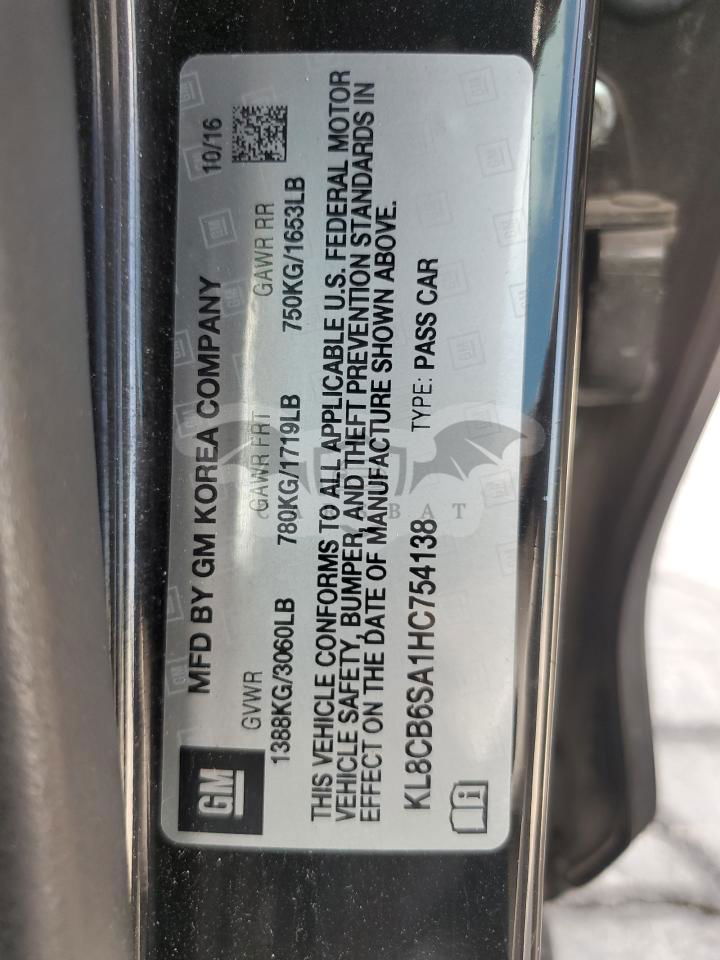 GM
MFD BY GM KOREA COMPANY 10/16
GVWR GAWR FRT GAWR RR
1388KG/3060LB 780KG/1719LB 750KG/1653LB
THIS VEHICLE CONFORMS TO ALL APPLICABLE U.S. FEDERAL MOTOR
VEHICLE SAFETY, BUMPER, AND THEFT PREVENTION STANDARDS IN
EFFECT ON THE DATE OF MANUFACTURE SHOWN ABOVE.
KL8CB6SA1HC754138 TYPE: PASS CAR